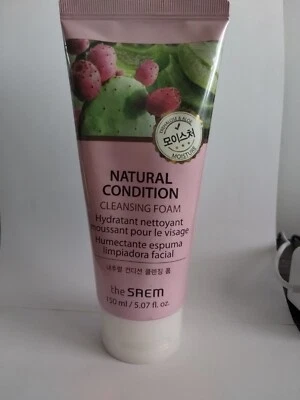 모이스처
MOISTURE
NATURAL
CONDITION
CLEANSING FOAM
Hydratant nettoyant
moussant pour le visage
Humectante espuma
limpiadora facial
내추럴 컨디션 클렌징 폼
the SAEM
150 ml / 5.07 fl. oz.